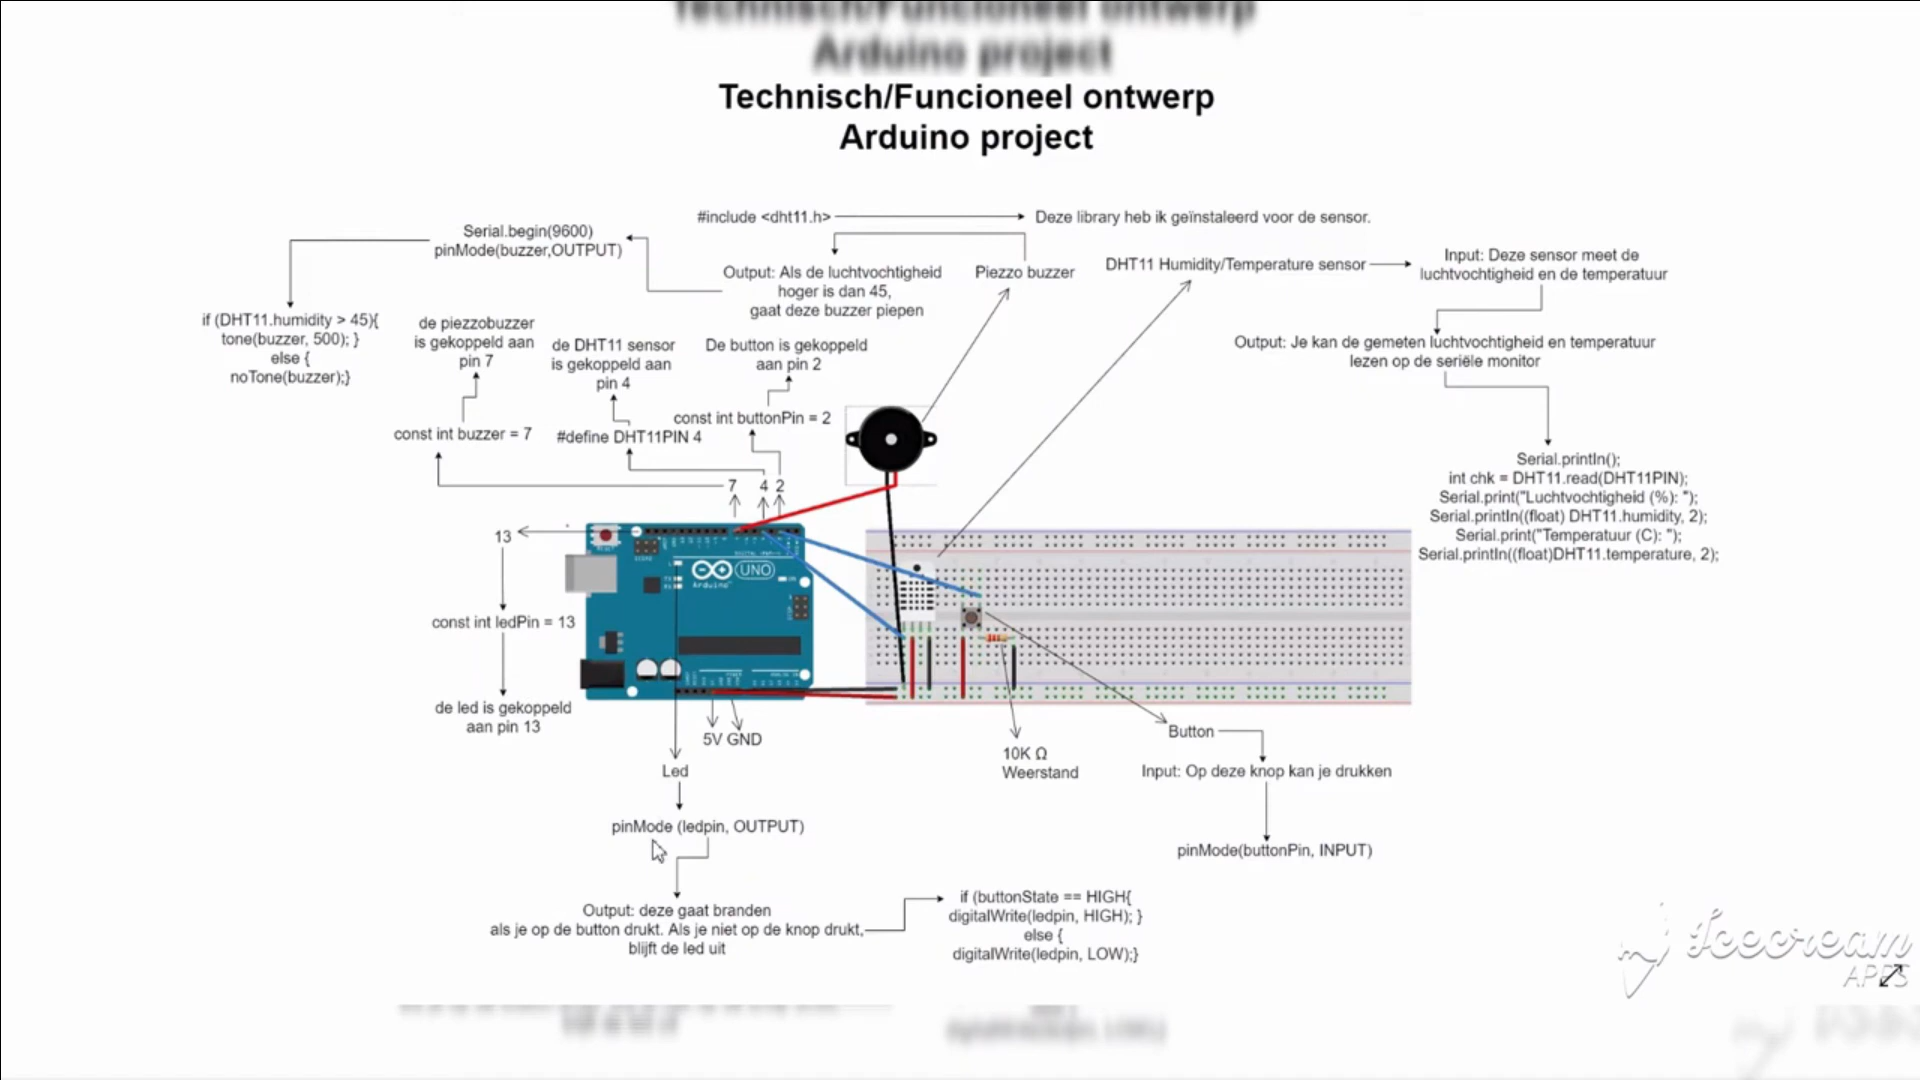 Technisch/Funcioneel ontwerp
Arduino project
Technisch/Funcioneel ontwerp
Arduino project
#include <dht11.h>
Deze library heb ik geïnstaleerd voor de sensor.
Serial.begin(9600)
pinMode(buzzer,OUTPUT)
Output: Als de luchtvochtigheid
hoger is dan 45,
gaat deze buzzer piepen
Piezzo buzzer
DHT11 Humidity/Temperature sensor
Input: Deze sensor meet de
luchtvochtigheid en de temperatuur
if (DHT11.humidity > 45){
tone(buzzer, 500); }
else {
noTone(buzzer);}
de piezzobuzzer
is gekoppeld aan
pin 7
de DHT11 sensor
is gekoppeld aan
pin 4
De button is gekoppeld
aan pin 2
Output: Je kan de gemeten luchtvochtigheid en temperatuur
lezen op de seriële monitor
const int buzzer = 7
#define DHT11PIN 4
const int buttonPin = 2
Serial.println();
int chk = DHT11.read(DHT11PIN);
Serial.print("Luchtvochtigheid (%): ");
Serial.println((float) DHT11.humidity, 2);
Serial.print("Temperatuur (C): ");
Serial.println((float)DHT11.temperature, 2);
7
4
2
13
RESET
UNO
Arduino
const int ledPin = 13
de led is gekoppeld
aan pin 13
5V GND
Led
10K Ω
Weerstand
Button
Input: Op deze knop kan je drukken
pinMode (ledpin, OUTPUT)
pinMode(buttonPin, INPUT)
Output: deze gaat branden
als je op de button drukt. Als je niet op de knop drukt,
blijft de led uit
if (buttonState == HIGH{
digitalWrite(ledpin, HIGH); }
else {
digitalWrite(ledpin, LOW);}
Icecream
APPS